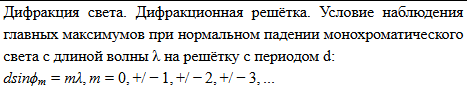 Дифракция света. Дифракционная решётка. Условие наблюдения
главных максимумов при нормальном падении монохроматического
света с длиной волны λ на решётку с периодом d:
dsinϕₘ = mλ, m = 0, +/ − 1, +/ − 2, +/ − 3, ...